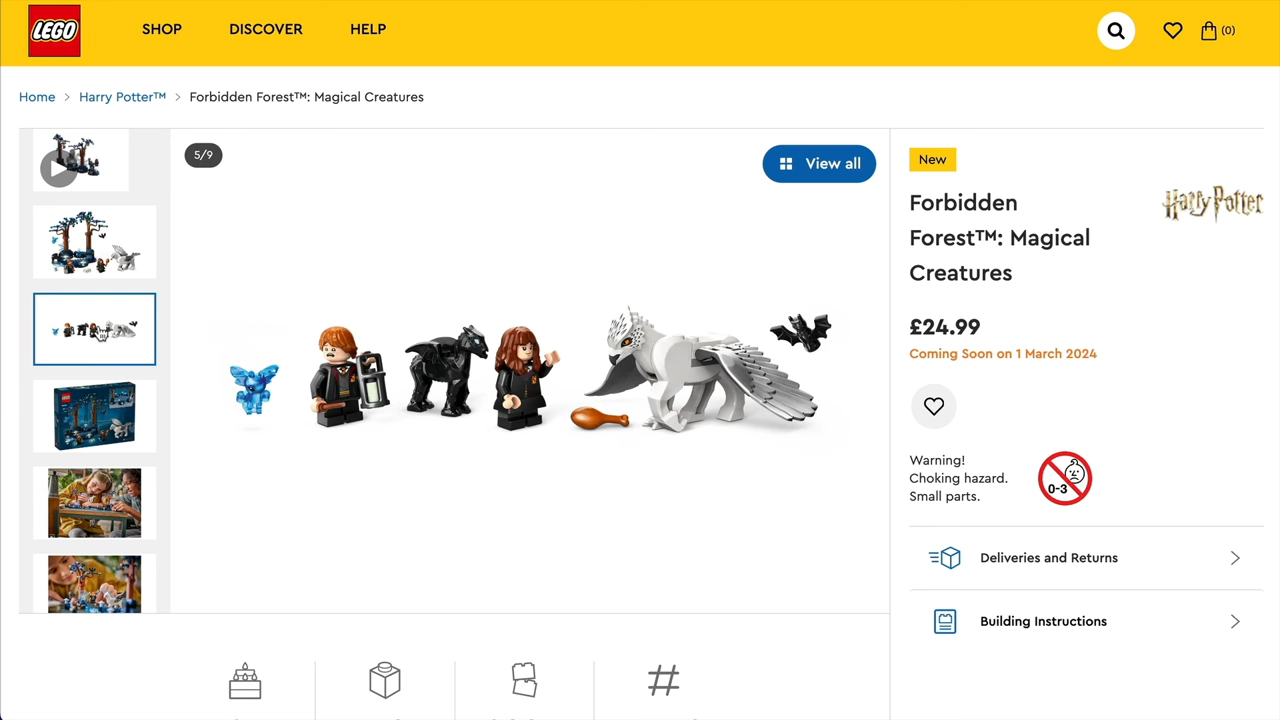 LEGO
SHOP
DISCOVER
HELP
(0)
Home > Harry Potter™ > Forbidden Forest™: Magical Creatures
5/9
View all
New
Forbidden
Forest™: Magical
Creatures
Harry Potter
£24.99
Coming Soon on 1 March 2024
Warning!
Choking hazard.
Small parts.
0-3
Deliveries and Returns
Building Instructions